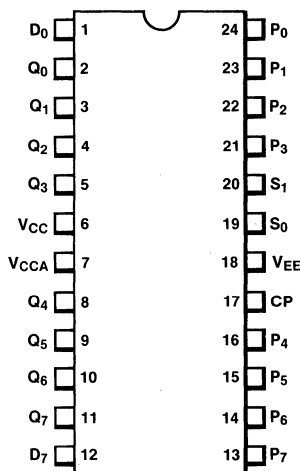 D0 1 24 P0
Q0 2 23 P1
Q1 3 22 P2
Q2 4 21 P3
Q3 5 20 S1
VCC 6 19 S0
VCCA 7 18 VEE
Q4 8 17 CP
Q5 9 16 P4
Q6 10 15 P5
Q7 11 14 P6
D7 12 13 P7